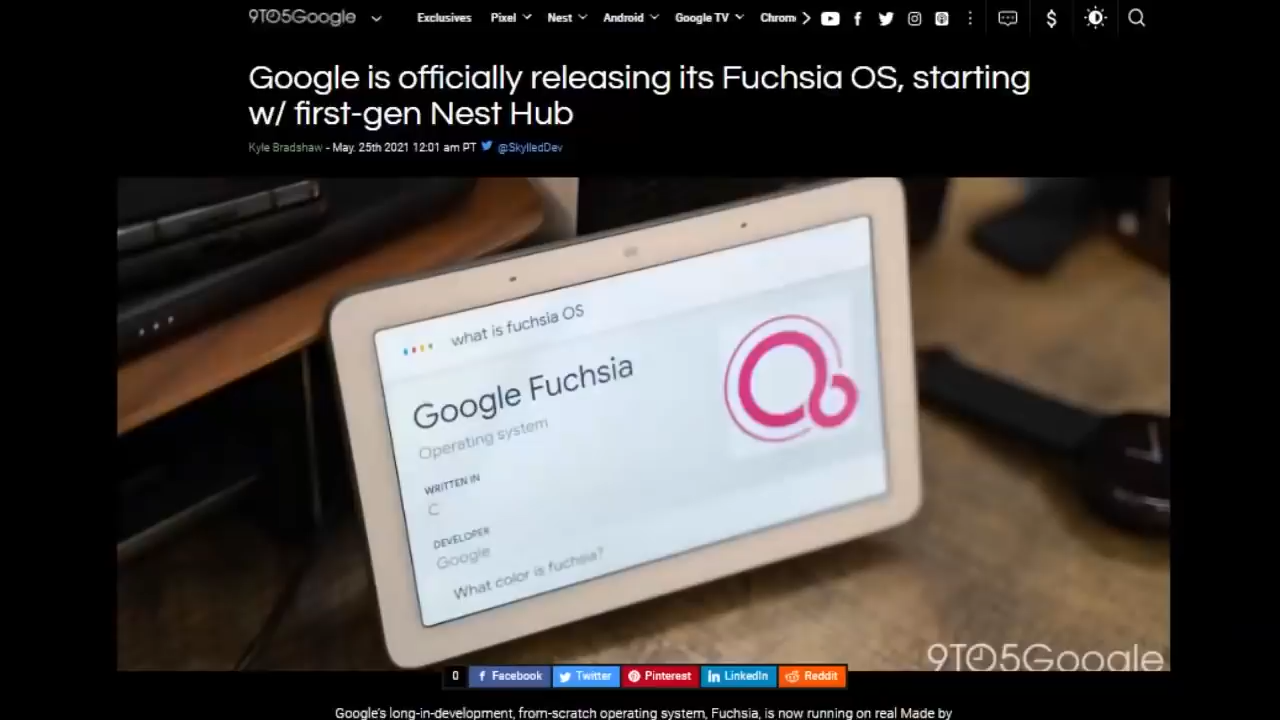 9TO5Google
Exclusives Pixel Nest Android Google TV Chrom
Google is officially releasing its Fuchsia OS, starting
w/ first-gen Nest Hub
Kyle Bradshaw - May. 25th 2021 12:01 am PT @SkylledDev
what is fuchsia OS
Google Fuchsia
Operating system
WRITTEN IN
C
DEVELOPER
Google
What color is fuchsia?
9TO5Google
0 Facebook Twitter Pinterest LinkedIn Reddit
Google's long-in-development, from-scratch operating system, Fuchsia, is now running on real Made by